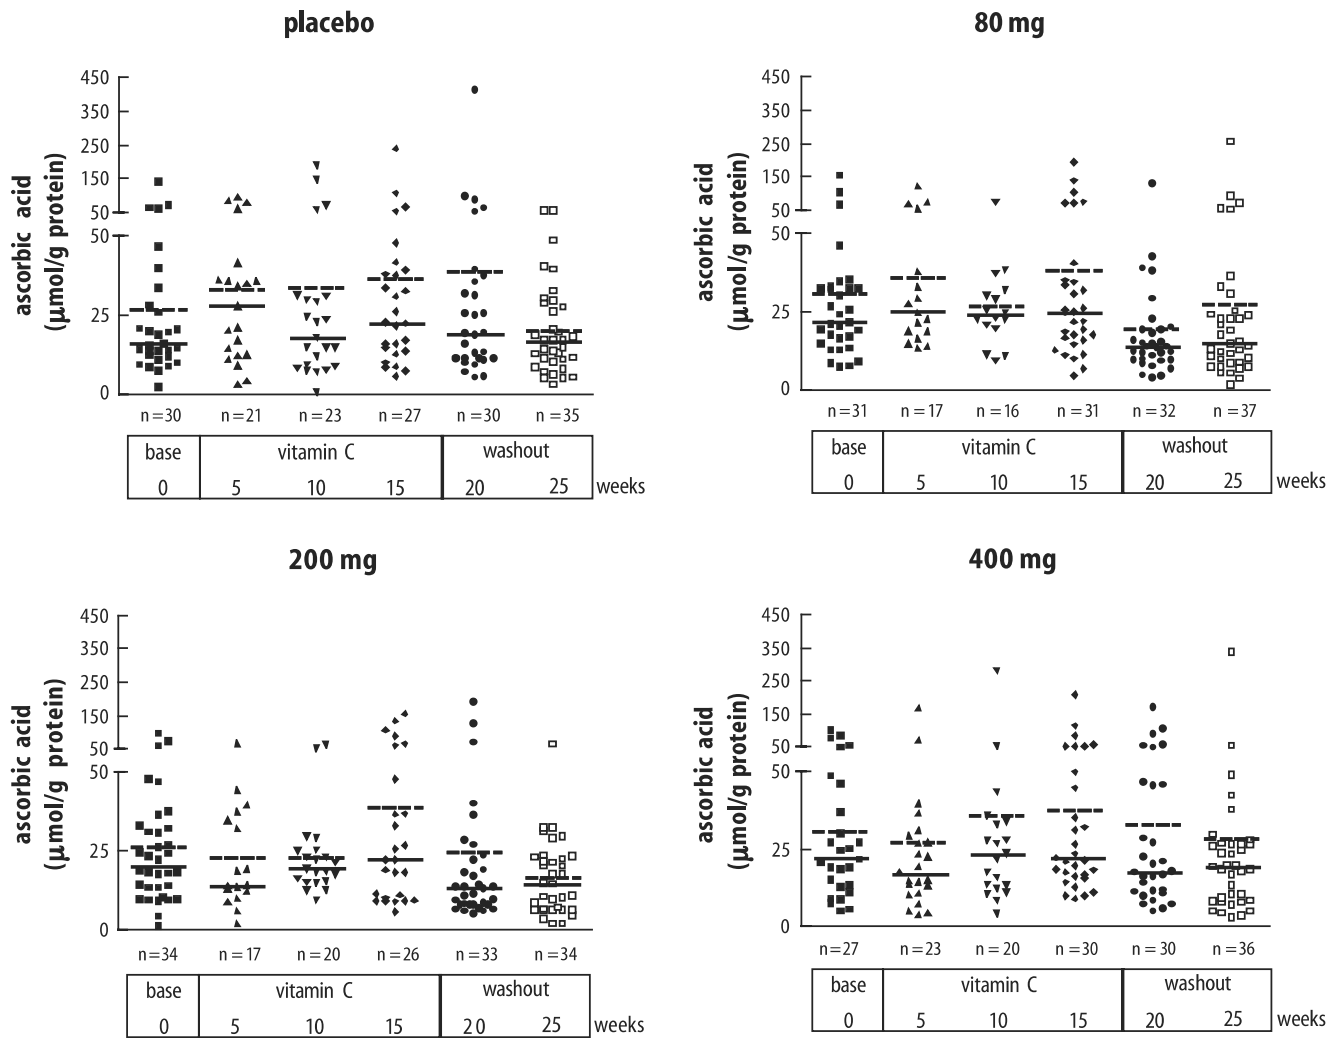 placebo
ascorbic acid
(µmol/g protein)
450
350
250
150
50
50
25
0
n=30 n=21 n=23 n=27 n=30 n=35
base vitamin C washout
0 5 10 15 20 25 weeks
80 mg
ascorbic acid
(µmol/g protein)
450
350
250
150
50
50
25
0
n=31 n=17 n=16 n=31 n=32 n=37
base vitamin C washout
0 5 10 15 20 25 weeks
200 mg
ascorbic acid
(µmol/g protein)
450
350
250
150
50
50
25
0
n=34 n=17 n=20 n=26 n=33 n=34
base vitamin C washout
0 5 10 15 20 25 weeks
400 mg
ascorbic acid
(µmol/g protein)
450
350
250
150
50
50
25
0
n=27 n=23 n=20 n=30 n=30 n=36
base vitamin C washout
0 5 10 15 20 25 weeks